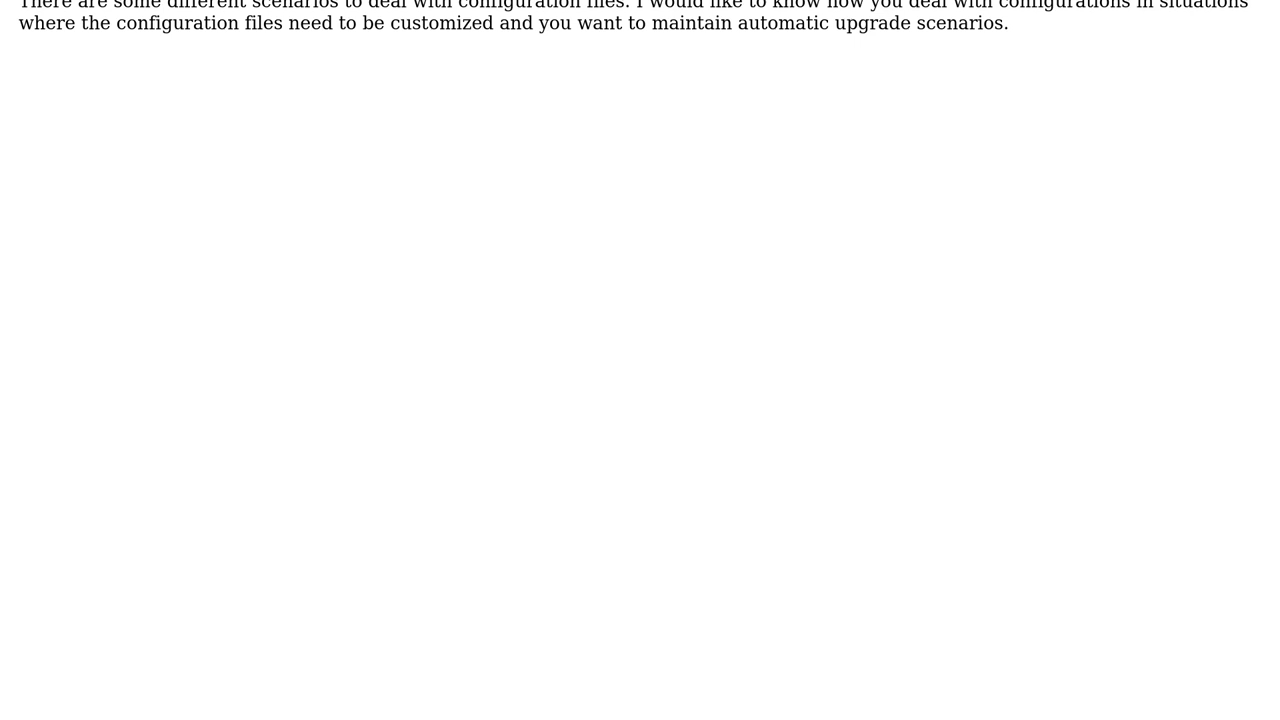 There are some different scenarios to deal with configuration files. I would like to know how you deal with configurations in situations
where the configuration files need to be customized and you want to maintain automatic upgrade scenarios.